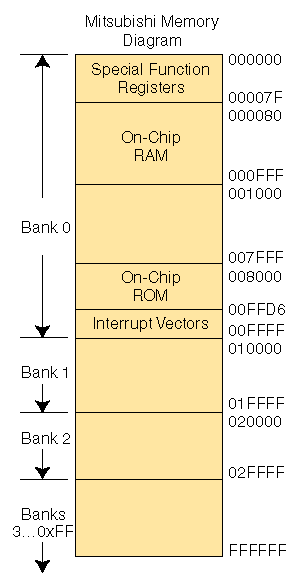 Mitsubishi Memory
Diagram
000000
Special Function
Registers
00007F
000080
On-Chip
RAM
000FFF
001000
Bank 0
007FFF
008000
On-Chip
ROM
00FFD6
Interrupt Vectors
00FFFF
010000
Bank 1
01FFFF
020000
Bank 2
02FFFF
Banks
3...0xFF
FFFFFF